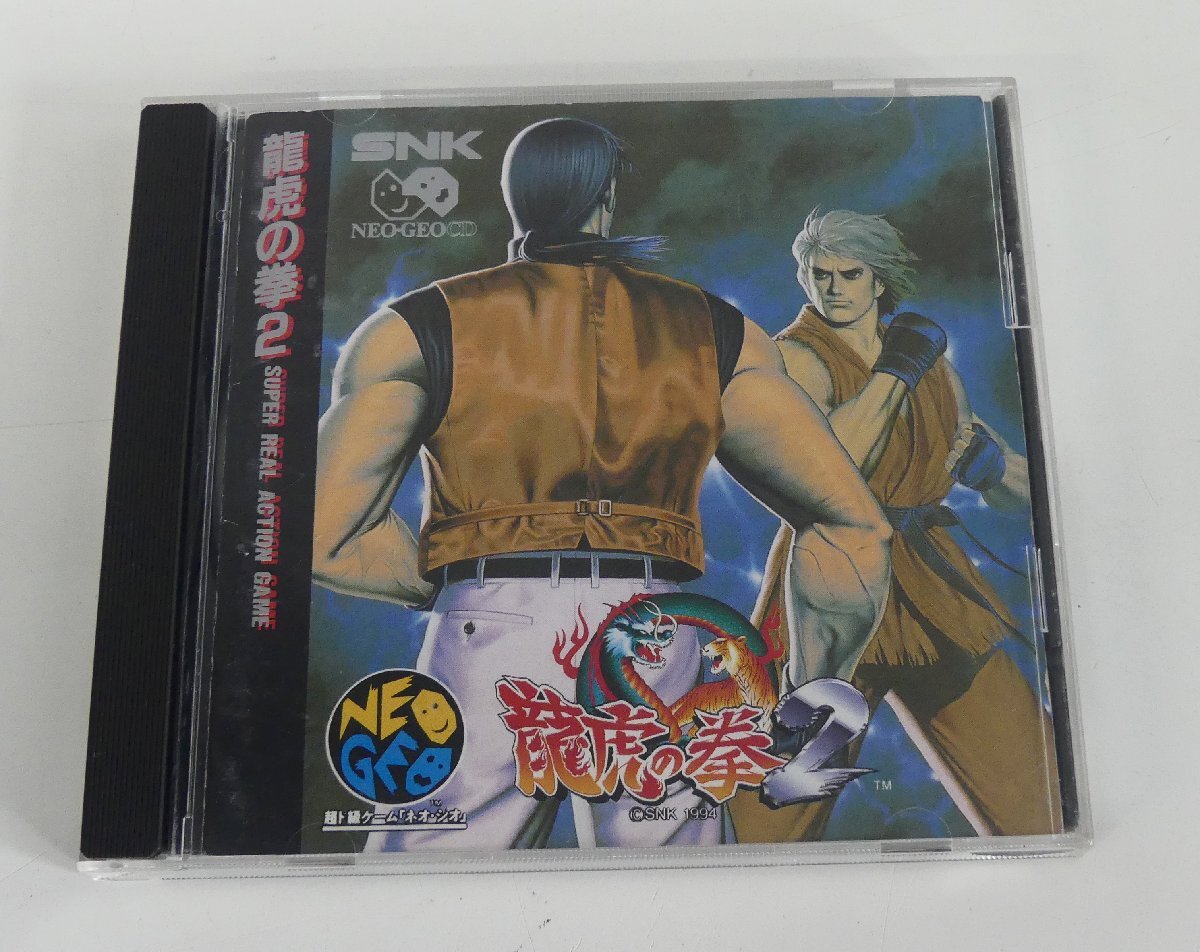 龍虎の拳2 SUPER REAL ACTION GAME
SNK
NEO•GEO CD
NEO
GEO
TM
超ド級ゲーム「ネオ・ジオ」
龍虎の拳2
TM
©SNK 1994